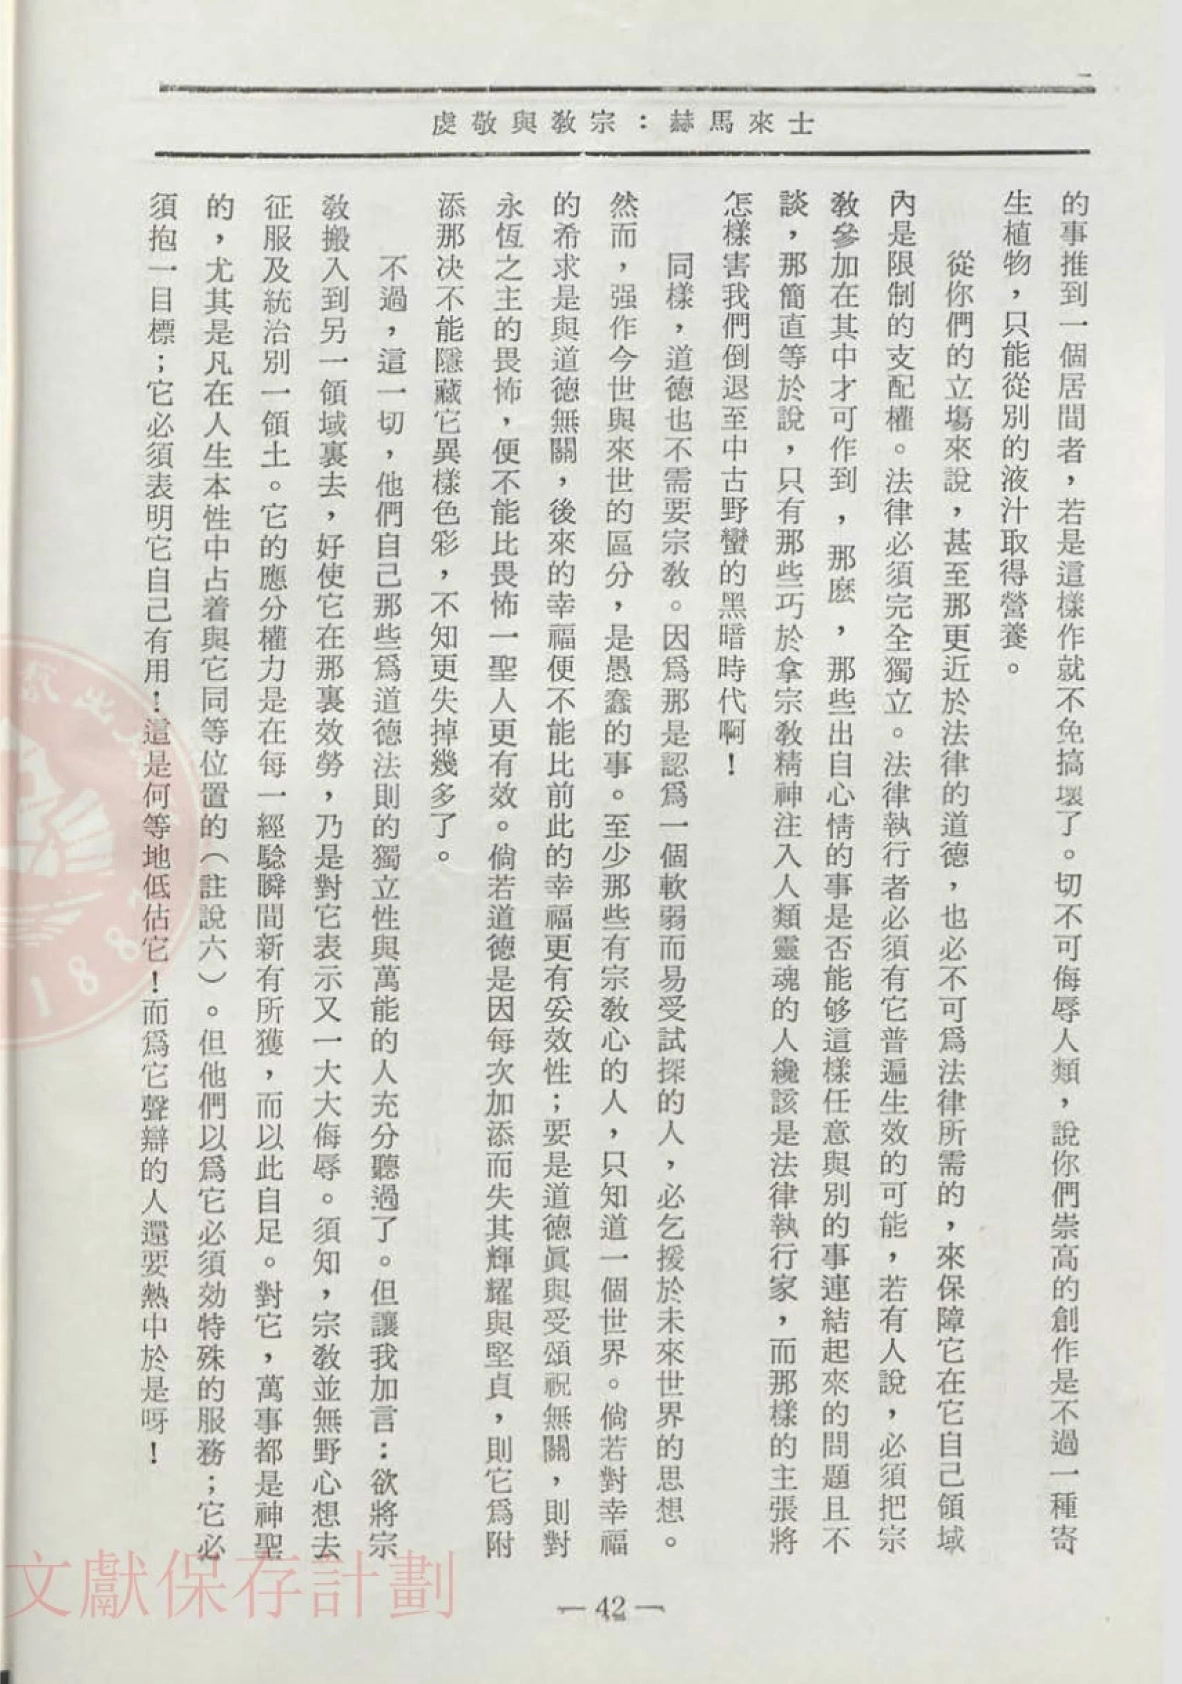 士來馬赫：宗教與敬虔
的事推到一個居間者，若是這樣作就不免搞壞了。切不可侮辱人類，說你們崇高的創作是不過一種寄
生植物，只能從別的液汁取得營養。
從你們的立塲來說，甚至那更近於法律的道德，也必不可爲法律所需的，來保障它在它自己領域
內是限制的支配權。法律必須完全獨立。法律執行者必須有它普遍生效的可能，若有人說，必須把宗
教參加在其中才可作到，那麽，那些出自心情的事是否能够這樣任意與別的事連結起來的問題且不
談，那簡直等於說，只有那些巧於拿宗教精神注入人類靈魂的人纔該是法律執行家，而那樣的主張將
怎樣害我們倒退至中古野蠻的黑暗時代啊！
同樣，道德也不需要宗教。因爲那是認爲一個軟弱而易受試探的人，必乞援於未來世界的思想。
然而，强作今世與來世的區分，是愚蠢的事。至少那些有宗教心的人，只知道一個世界。倘若對幸福
的希求是與道德無關，後來的幸福便不能比前此的幸福更有妥效性；要是道德眞與受頌祝無關，則對
永恆之主的畏怖，便不能比畏怖一聖人更有效。倘若道德是因每次加添而失其輝耀與堅貞，則它爲附
添那决不能隱藏它異樣色彩，不知更失掉幾多了。
不過，這一切，他們自己那些爲道德法則的獨立性與萬能的人充分聽過了。但讓我加言：欲將宗
教搬入到另一領域裏去，好使它在那裏效勞，乃是對它表示又一大大侮辱。須知，宗教並無野心想去
征服及統治別一領土。它的應分權力是在每一經驗瞬間新有所獲，而以此自足。對它，萬事都是神聖
的，尤其是凡在人生本性中占着與它同等位置的（註說六）。但他們以爲它必須効特殊的服務；它必
須抱一目標；它必須表明它自己有用！這是何等地低估它！而爲它聲辯的人還要熱中於是呀！
—42—
文獻保存計劃